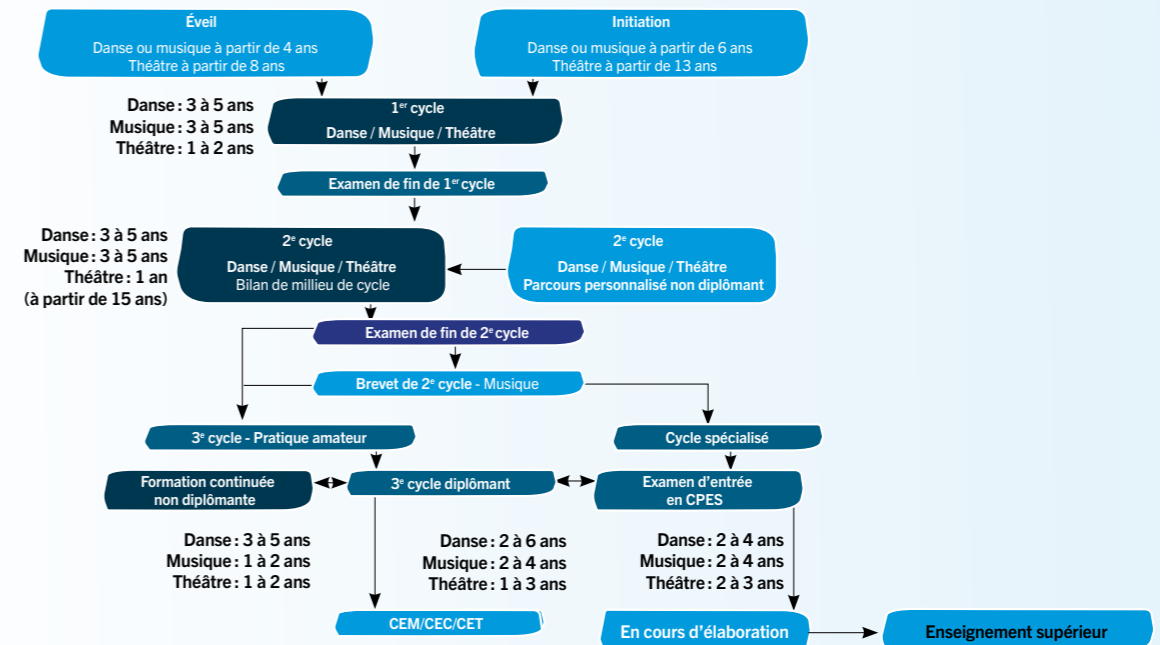 Éveil
Danse ou musique à partir de 4 ans
Théâtre à partir de 8 ans
Initiation
Danse ou musique à partir de 6 ans
Théâtre à partir de 13 ans
Danse : 3 à 5 ans
Musique : 3 à 5 ans
Théâtre : 1 à 2 ans
1er cycle
Danse / Musique / Théâtre
Examen de fin de 1er cycle
Danse : 3 à 5 ans
Musique : 3 à 5 ans
Théâtre : 1 an
(à partir de 15 ans)
2e cycle
Danse / Musique / Théâtre
Bilan de millieu de cycle
2e cycle
Danse / Musique / Théâtre
Parcours personnalisé non diplômant
Examen de fin de 2e cycle
Brevet de 2e cycle - Musique
3e cycle - Pratique amateur
Cycle spécialisé
Formation continuée
non diplômante
3e cycle diplômant
Examen d'entrée
en CPES
Danse : 3 à 5 ans
Musique : 1 à 2 ans
Théâtre : 1 à 2 ans
Danse : 2 à 6 ans
Musique : 2 à 4 ans
Théâtre : 1 à 3 ans
Danse : 2 à 4 ans
Musique : 2 à 4 ans
Théâtre : 2 à 3 ans
CEM/CEC/CET
En cours d'élaboration
Enseignement supérieur